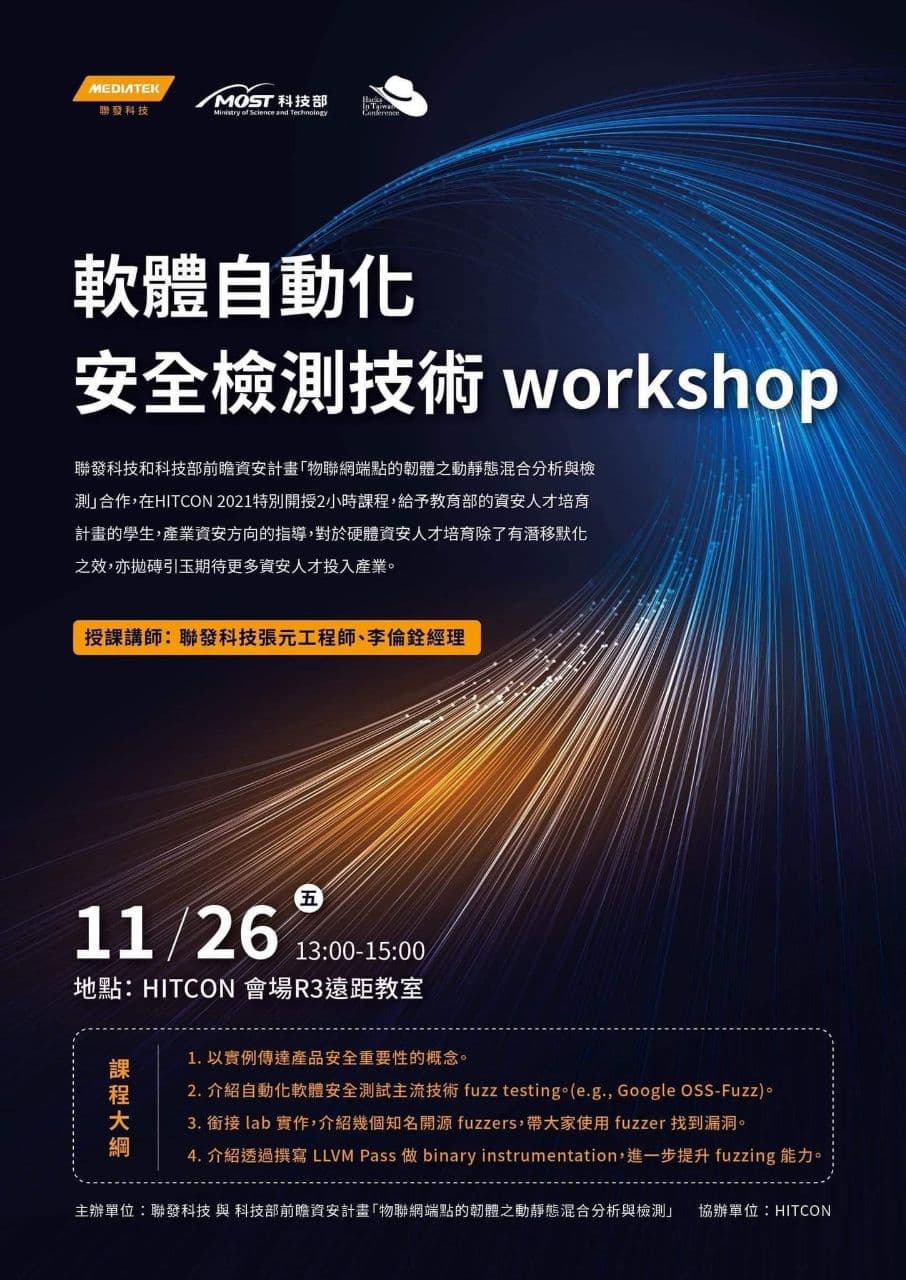 MEDIATEK
聯發科技
MOST 科技部
Ministry of Science and Technology
Hacks
In Taiwan
Conference
軟體自動化
安全檢測技術 workshop
聯發科技和科技部前瞻資安計畫「物聯網端點的韌體之動靜態混合分析與檢
測」合作,在HITCON 2021特別開授2小時課程,給予教育部的資安人才培育
計畫的學生,產業資安方向的指導,對於硬體資安人才培育除了有潛移默化
之效,亦拋磚引玉期待更多資安人才投入產業。
授課講師: 聯發科技張元工程師、李倫銓經理
11/26 五 13:00-15:00
地點: HITCON 會場R3遠距教室
課程大綱
1. 以實例傳達產品安全重要性的概念。
2. 介紹自動化軟體安全測試主流技術 fuzz testing。(e.g., Google OSS-Fuzz)。
3. 銜接 lab 實作,介紹幾個知名開源 fuzzers,帶大家使用 fuzzer 找到漏洞。
4. 介紹透過撰寫 LLVM Pass 做 binary instrumentation,進一步提升 fuzzing 能力。
主辦單位：聯發科技 與 科技部前瞻資安計畫「物聯網端點的韌體之動靜態混合分析與檢測」 協辦單位：HITCON